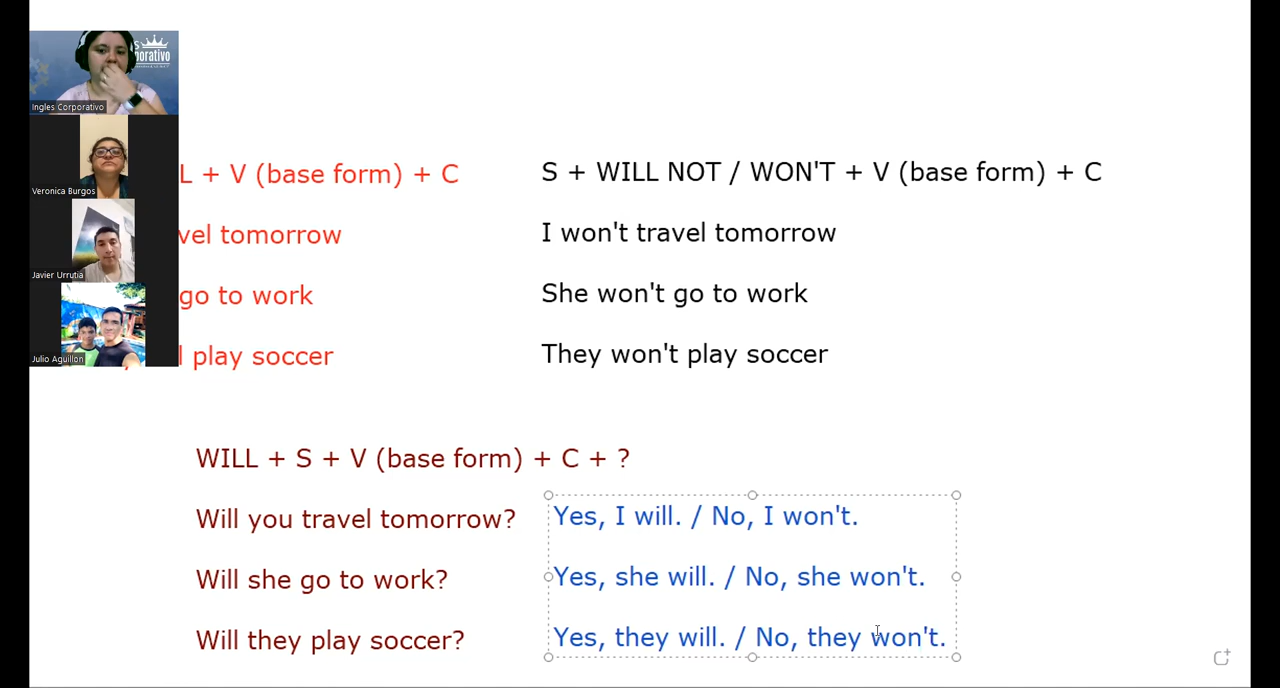 Ingles Corporativo
Veronica Burgos
Javier Urrutia
Julio Aguillon
L + V (base form) + C
vel tomorrow
go to work
l play soccer
S + WILL NOT / WON'T + V (base form) + C
I won't travel tomorrow
She won't go to work
They won't play soccer
WILL + S + V (base form) + C + ?
Will you travel tomorrow?
Will she go to work?
Will they play soccer?
Yes, I will. / No, I won't.
Yes, she will. / No, she won't.
Yes, they will. / No, they won't.